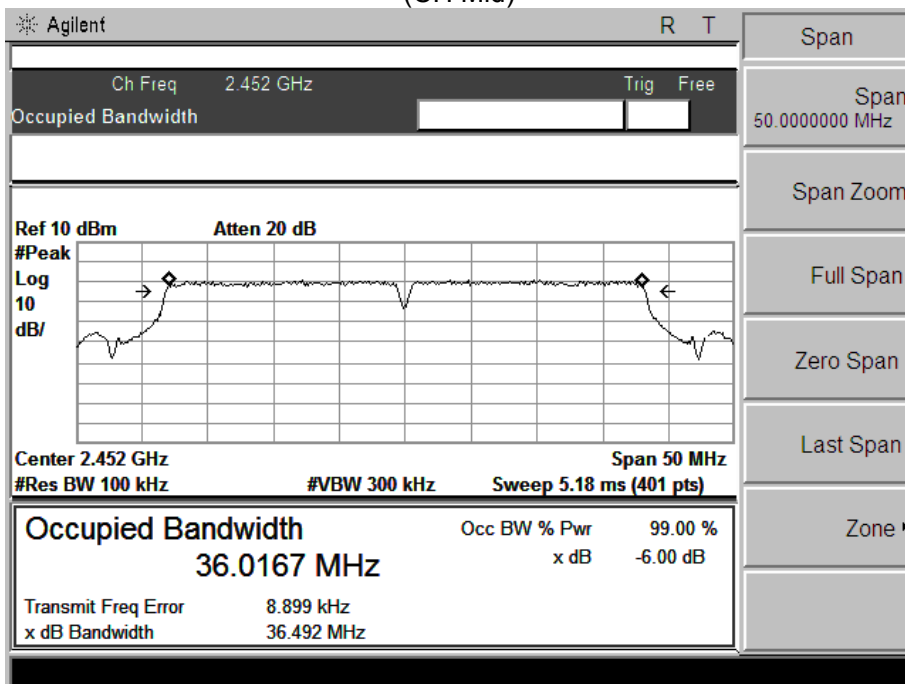 (CH Mid)
Agilent R T
Ch Freq 2.452 GHz Trig Free
Occupied Bandwidth
Ref 10 dBm Atten 20 dB
#Peak
Log
10
dB/
Center 2.452 GHz Span 50 MHz
#Res BW 100 kHz #VBW 300 kHz Sweep 5.18 ms (401 pts)
Occupied Bandwidth Occ BW % Pwr 99.00 %
36.0167 MHz x dB -6.00 dB
Transmit Freq Error 8.899 kHz
x dB Bandwidth 36.492 MHz
Span
Span
50.0000000 MHz
Span Zoom
Full Span
Zero Span
Last Span
Zone